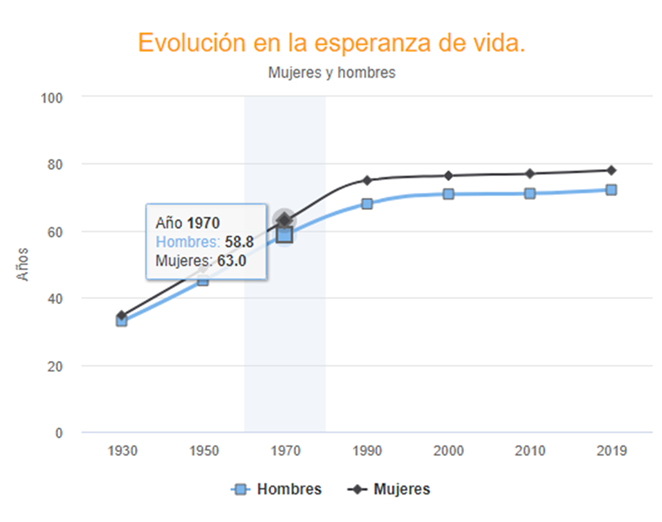 Evolución en la esperanza de vida.
Mujeres y hombres
100
80
60
40
20
0
Años
Año 1970
Hombres: 58.8
Mujeres: 63.0
1930 1950 1970 1990 2000 2010 2019
Hombres Mujeres